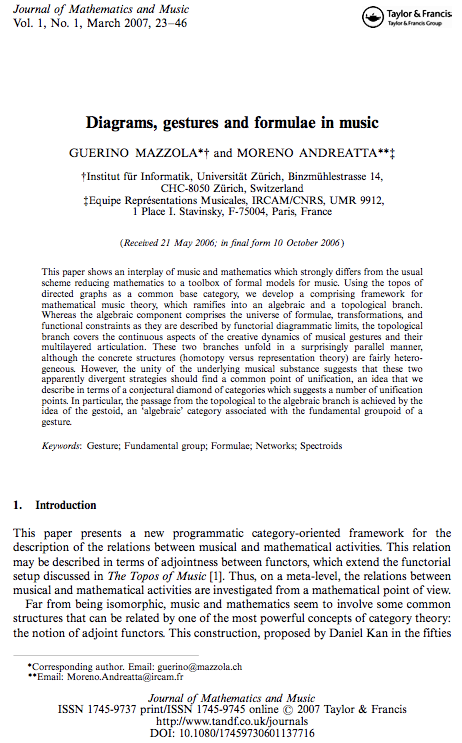 Journal of Mathematics and Music
Vol. 1, No. 1, March 2007, 23–46
Taylor & Francis
Taylor & Francis Group
Diagrams, gestures and formulae in music
GUERINO MAZZOLA*† and MORENO ANDREATTA**‡
†Institut für Informatik, Universität Zürich, Binzmühlestrasse 14,
CHC-8050 Zürich, Switzerland
‡Equipe Représentations Musicales, IRCAM/CNRS, UMR 9912,
1 Place I. Stavinsky, F-75004, Paris, France
(Received 21 May 2006; in final form 10 October 2006)
This paper shows an interplay of music and mathematics which strongly differs from the usual
scheme reducing mathematics to a toolbox of formal models for music. Using the topos of
directed graphs as a common base category, we develop a comprising framework for
mathematical music theory, which ramifies into an algebraic and a topological branch.
Whereas the algebraic component comprises the universe of formulae, transformations, and
functional constraints as they are described by functorial diagrammatic limits, the topological
branch covers the continuous aspects of the creative dynamics of musical gestures and their
multilayered articulation. These two branches unfold in a surprisingly parallel manner,
although the concrete structures (homotopy versus representation theory) are fairly hetero-
geneous. However, the unity of the underlying musical substance suggests that these two
apparently divergent strategies should find a common point of unification, an idea that we
describe in terms of a conjectural diamond of categories which suggests a number of unification
points. In particular, the passage from the topological to the algebraic branch is achieved by the
idea of the gestoid, an ‘algebraic’ category associated with the fundamental groupoid of a
gesture.
Keywords: Gesture; Fundamental group; Formulae; Networks; Spectroids
1. Introduction
This paper presents a new programmatic category-oriented framework for the
description of the relations between musical and mathematical activities. This relation
may be described in terms of adjointness between functors, which extend the functorial
setup discussed in The Topos of Music [1]. Thus, on a meta-level, the relations between
musical and mathematical activities are investigated from a mathematical point of view.
Far from being isomorphic, music and mathematics seem to involve some common
structures that can be related by one of the most powerful concepts of category theory:
the notion of adjoint functors. This construction, proposed by Daniel Kan in the fifties
*Corresponding author. Email: guerino@mazzola.ch
**Email: Moreno.Andreatta@ircam.fr
Journal of Mathematics and Music
ISSN 1745-9737 print/ISSN 1745-9745 online © 2007 Taylor & Francis
http://www.tandf.co.uk/journals
DOI: 10.1080/17459730601137716